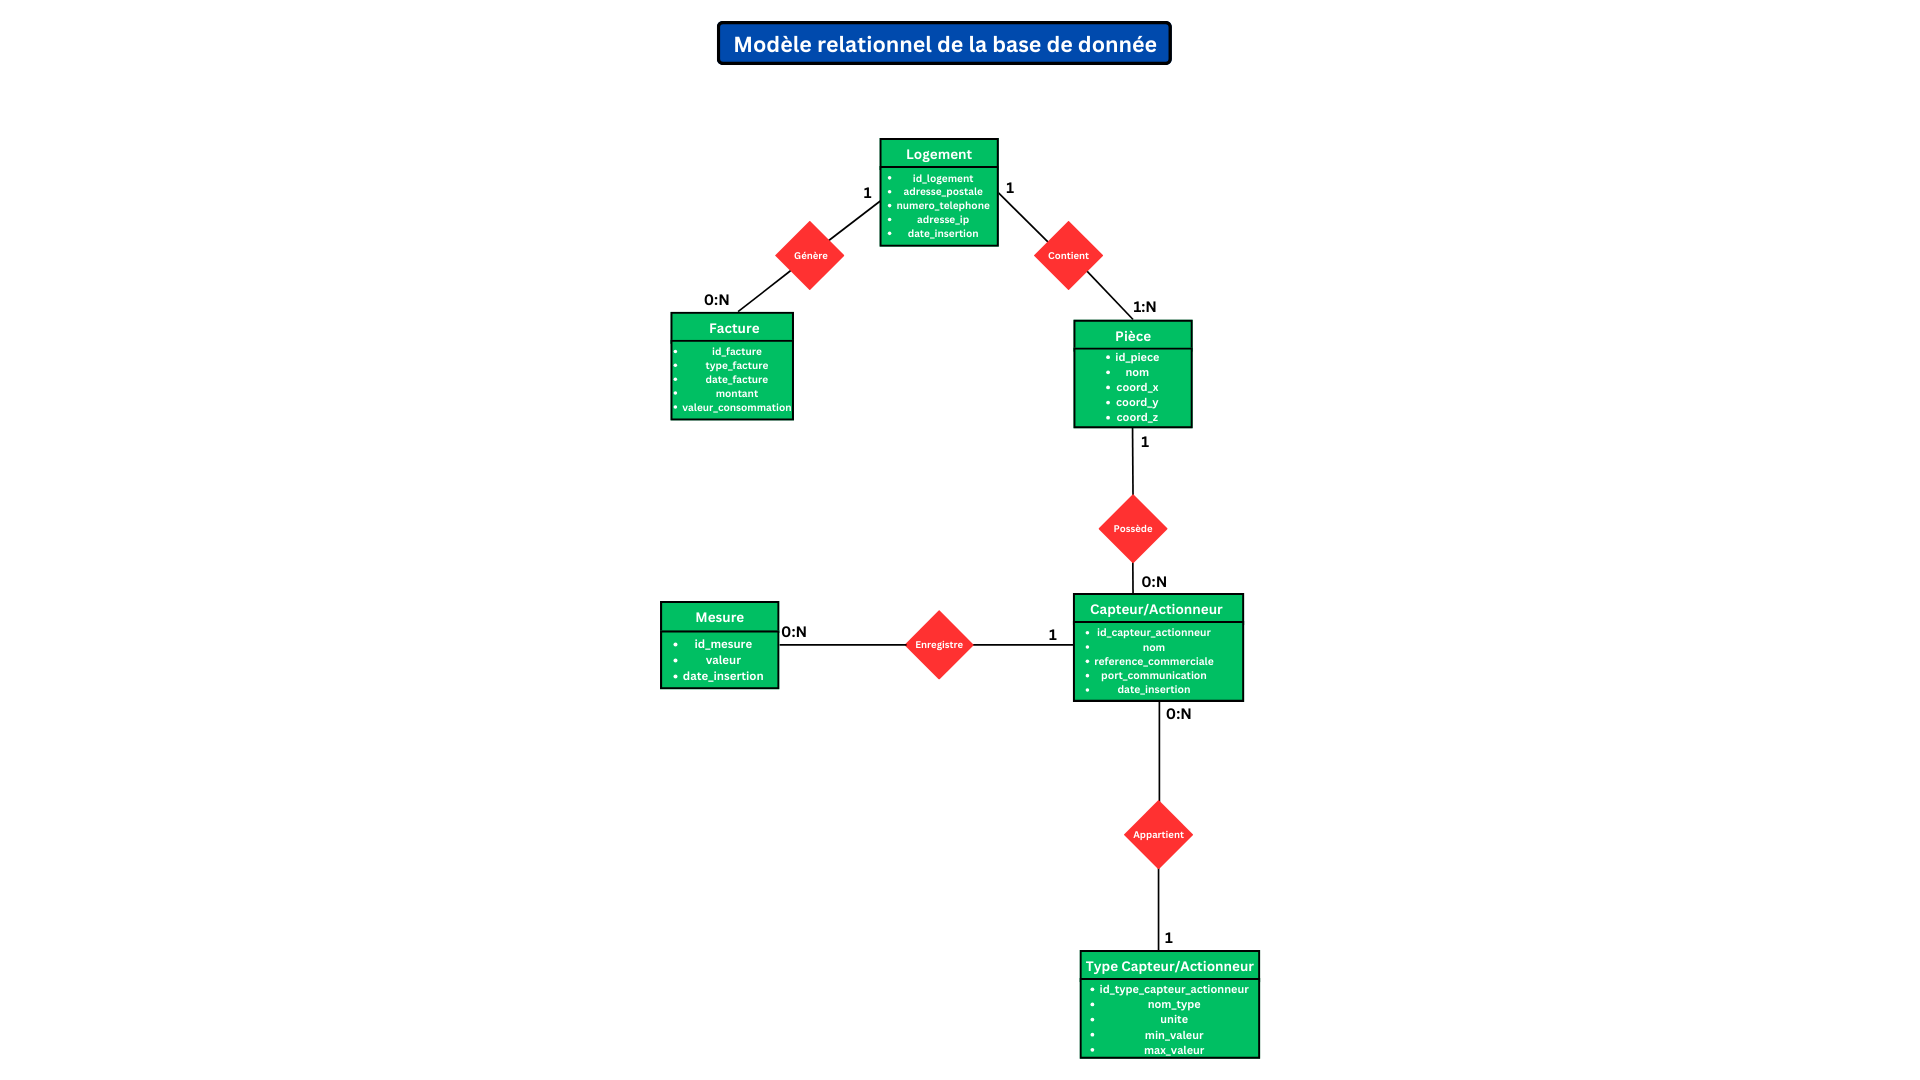 Modèle relationnel de la base de donnée
Logement
id_logement
adresse_postale
numero_telephone
adresse_ip
date_insertion
1
1
Génère
Contient
0:N
1:N
Facture
id_facture
type_facture
date_facture
montant
valeur_consommation
Pièce
id_piece
nom
coord_x
coord_y
coord_z
1
Possède
0:N
Mesure
id_mesure
valeur
date_insertion
0:N
Enregistre
1
Capteur/Actionneur
id_capteur_actionneur
nom
reference_commerciale
port_communication
date_insertion
0:N
Appartient
1
Type Capteur/Actionneur
id_type_capteur_actionneur
nom_type
unite
min_valeur
max_valeur